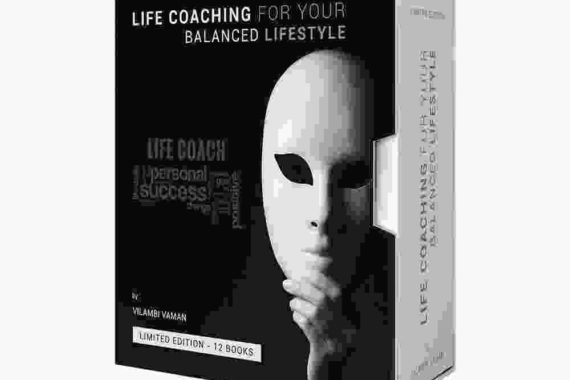 LIFE COACHING FOR YOUR
BALANCED LIFESTYLE
LIFE COACH
personal
success
positive
by:
VILAMBI VAMAN
LIMITED EDITION - 12 BOOKS
LIFE COACHING FOR YOUR
BALANCED LIFESTYLE